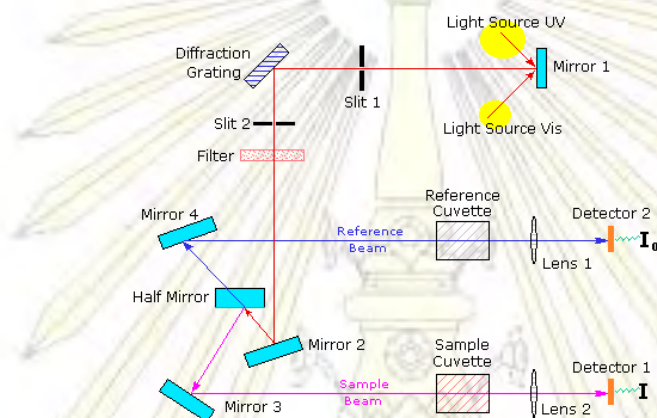 Light Source UV
Diffraction
Grating
Mirror 1
Slit 1
Light Source Vis
Slit 2
Filter
Mirror 4
Reference
Cuvette
Detector 2
Reference
Beam
I₀
Lens 1
Half Mirror
Mirror 2
Sample
Cuvette
Detector 1
Sample
Beam
I
Mirror 3
Lens 2